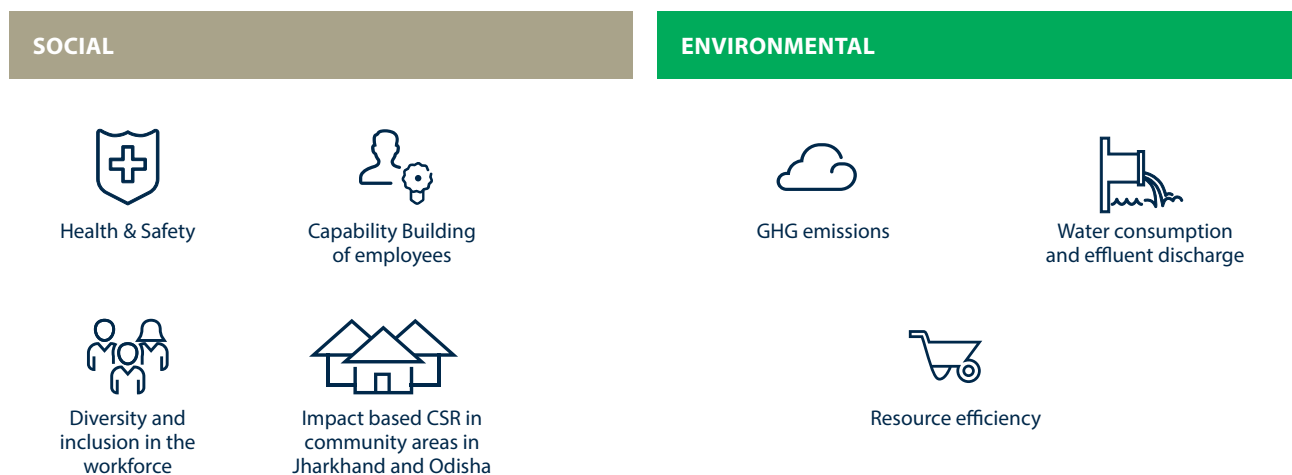 SOCIAL
Health & Safety
Capability Building
of employees
Diversity and
inclusion in the
workforce
Impact based CSR in
community areas in
Jharkhand and Odisha
ENVIRONMENTAL
GHG emissions
Water consumption
and effluent discharge
Resource efficiency